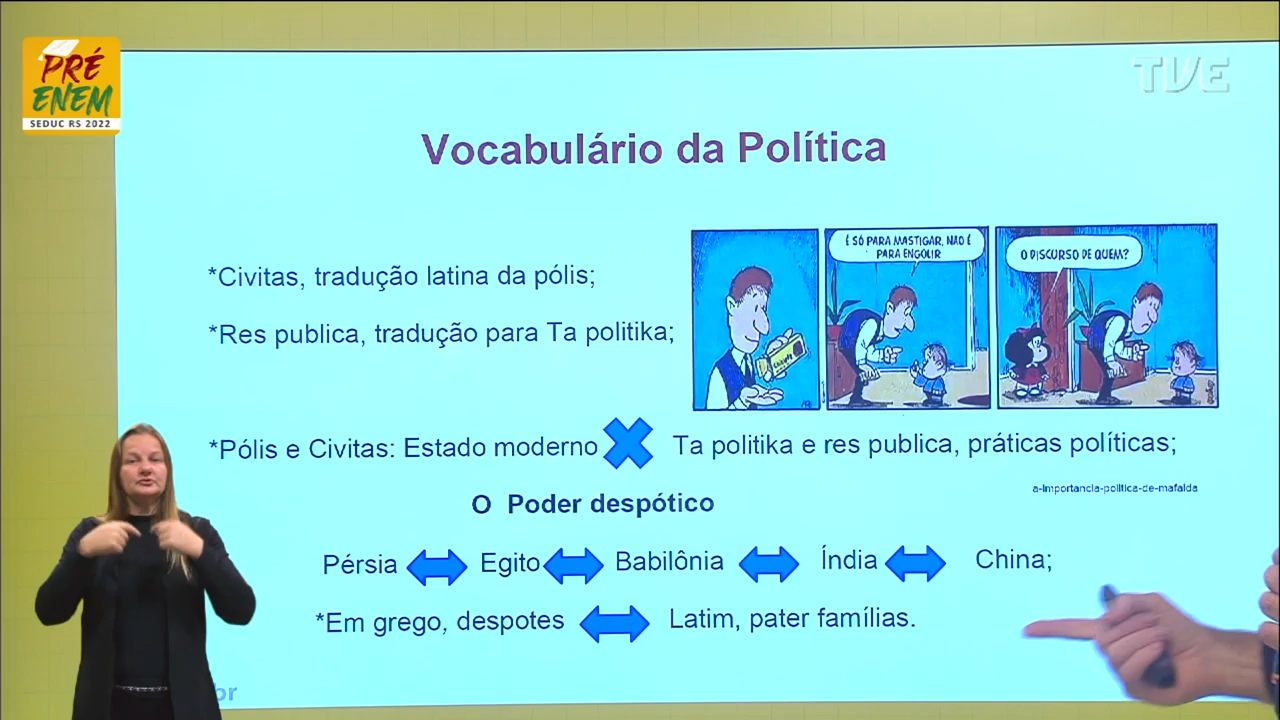 PRÉ
ENEM
SEDUC RS 2022
TVE
Vocabulário da Política
*Civitas, tradução latina da pólis;
*Res publica, tradução para Ta politika;
É SÓ PARA MASTIGAR, NÃO É
PARA ENGOLIR
O DISCURSO DE QUEM?
*Pólis e Civitas: Estado moderno Ta politika e res publica, práticas políticas;
a-importancia-politica-de-mafalda
O Poder despótico
Pérsia Egito Babilônia Índia China;
*Em grego, despotes Latim, pater famílias.
br